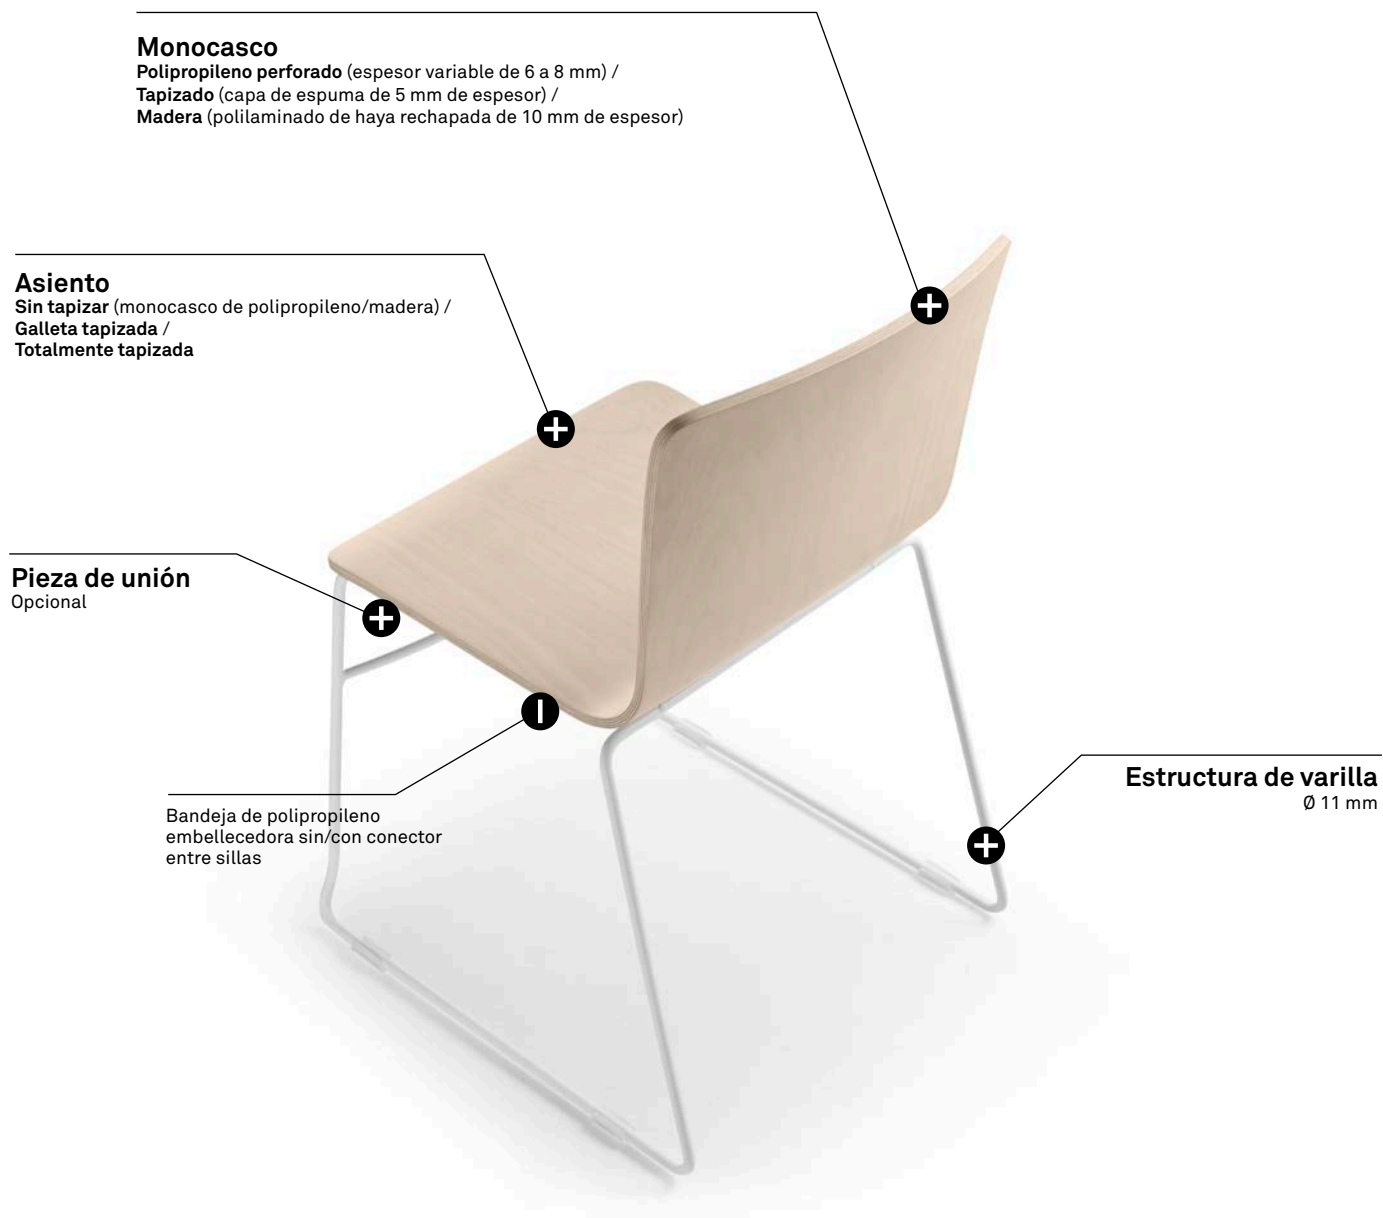 Monocasco
Polipropileno perforado (espesor variable de 6 a 8 mm) /
Tapizado (capa de espuma de 5 mm de espesor) /
Madera (polilaminado de haya rechapada de 10 mm de espesor)
Asiento
Sin tapizar (monocasco de polipropileno/madera) /
Galleta tapizada /
Totalmente tapizada
Pieza de unión
Opcional
Bandeja de polipropileno
embellecedora sin/con conector
entre sillas
Estructura de varilla
Ø 11 mm